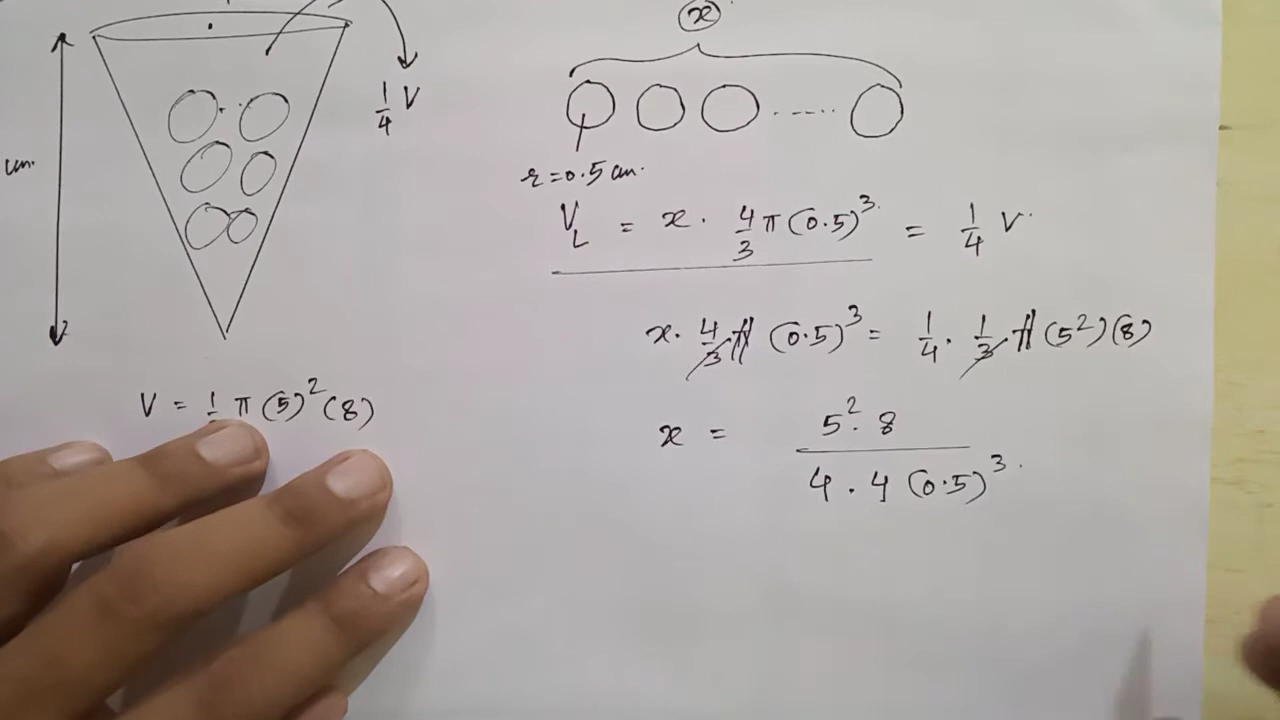 x
1/4 V
cm.
r = 0.5 cm.
V_L = x · 4/3 π (0.5)^3 = 1/4 V
x · 4/3 π (0.5)^3 = 1/4 · 1/3 π (5^2) (8)
V = 1/ π (5)^2 (8)
x = 5^2 · 8 / 4 · 4 (0.5)^3